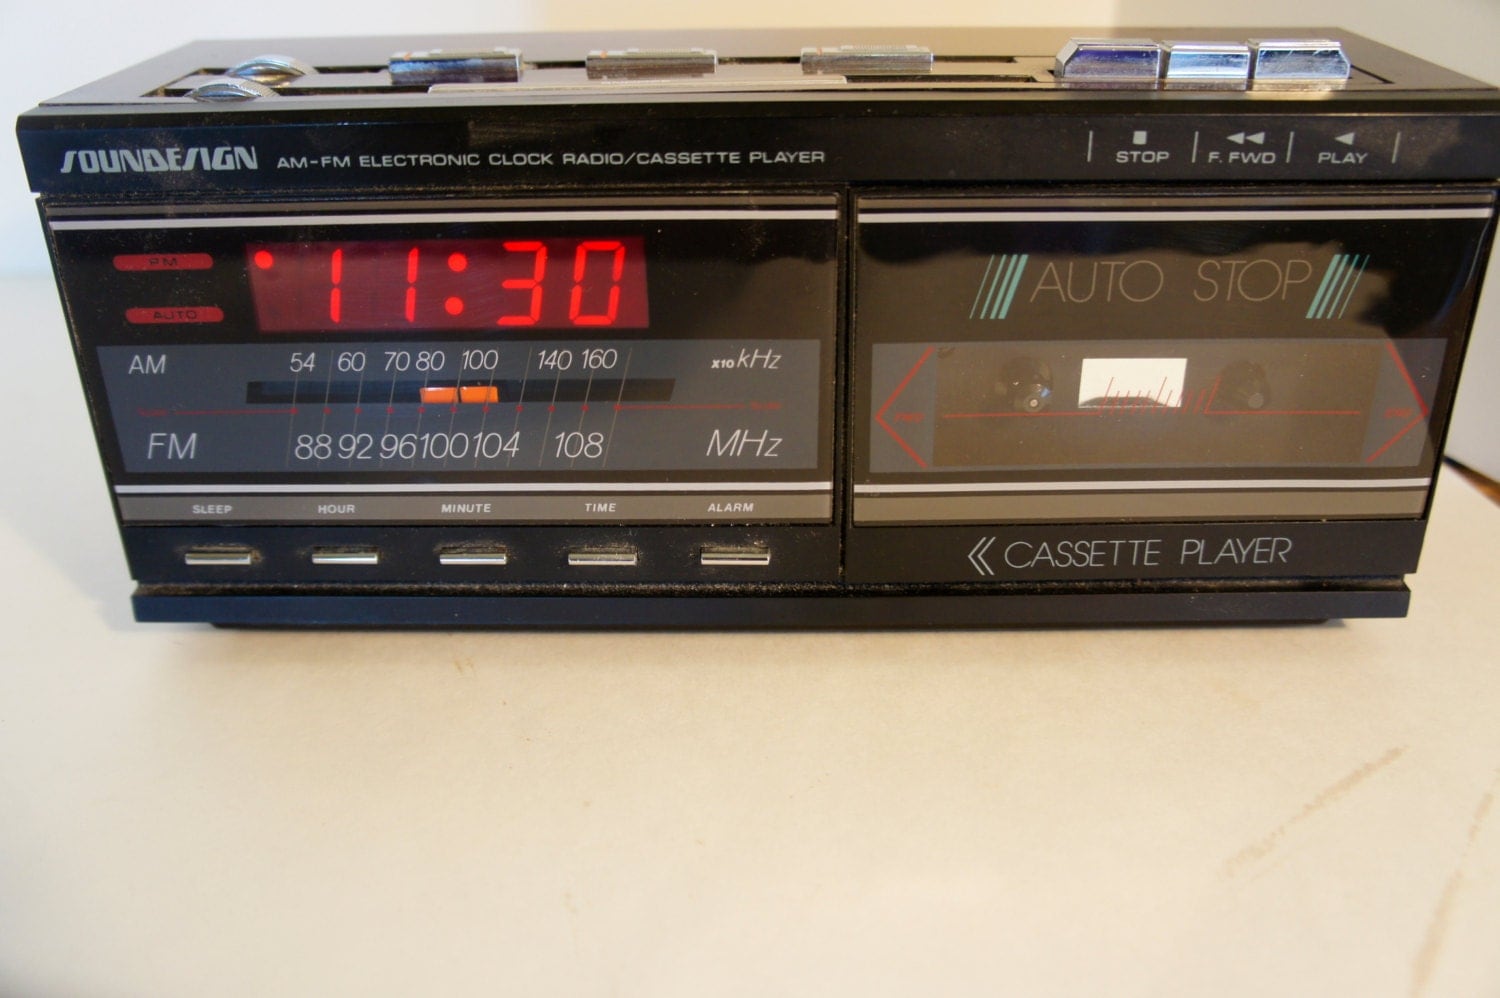 SOUNDESIGN AM-FM ELECTRONIC CLOCK RADIO/CASSETTE PLAYER
STOP F. FWD PLAY
PM
11:30
AUTO
AUTO STOP
AM 54 60 70 80 100 140 160 x10 kHz
FM 88 92 96 100 104 108 MHz
SLEEP HOUR MINUTE TIME ALARM
CASSETTE PLAYER